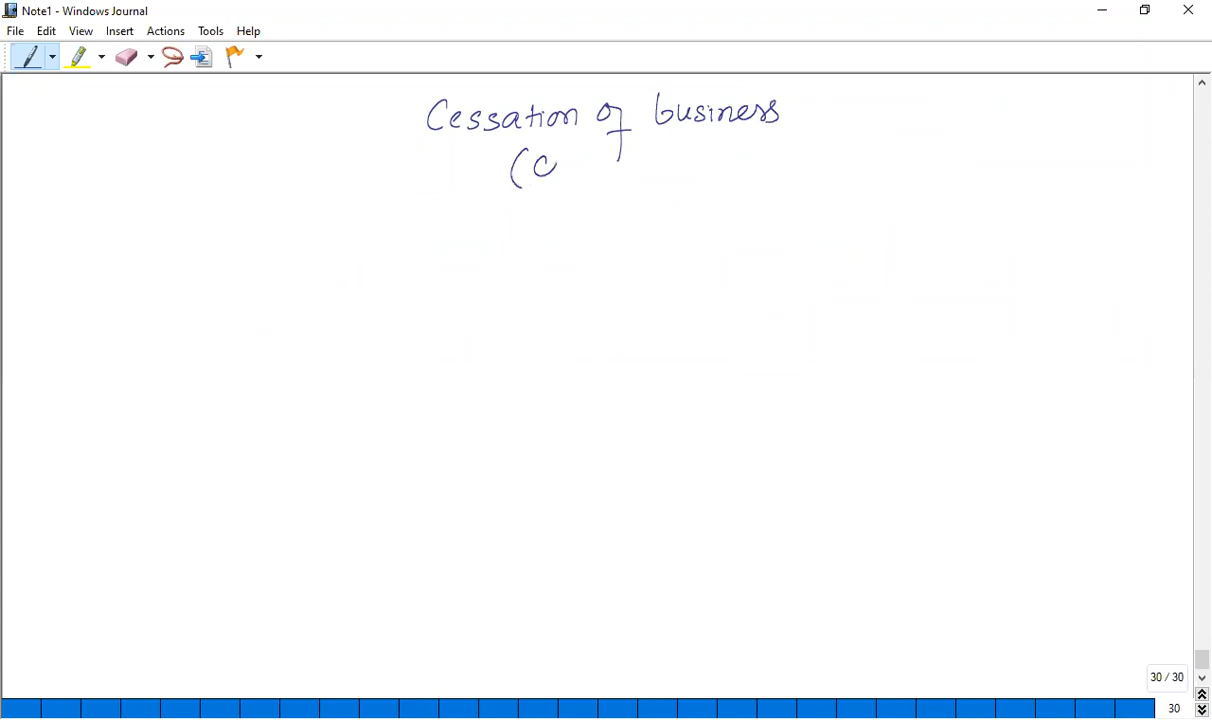 Note1 - Windows Journal
File Edit View Insert Actions Tools Help
Cessation of business
(C
30 / 30
30